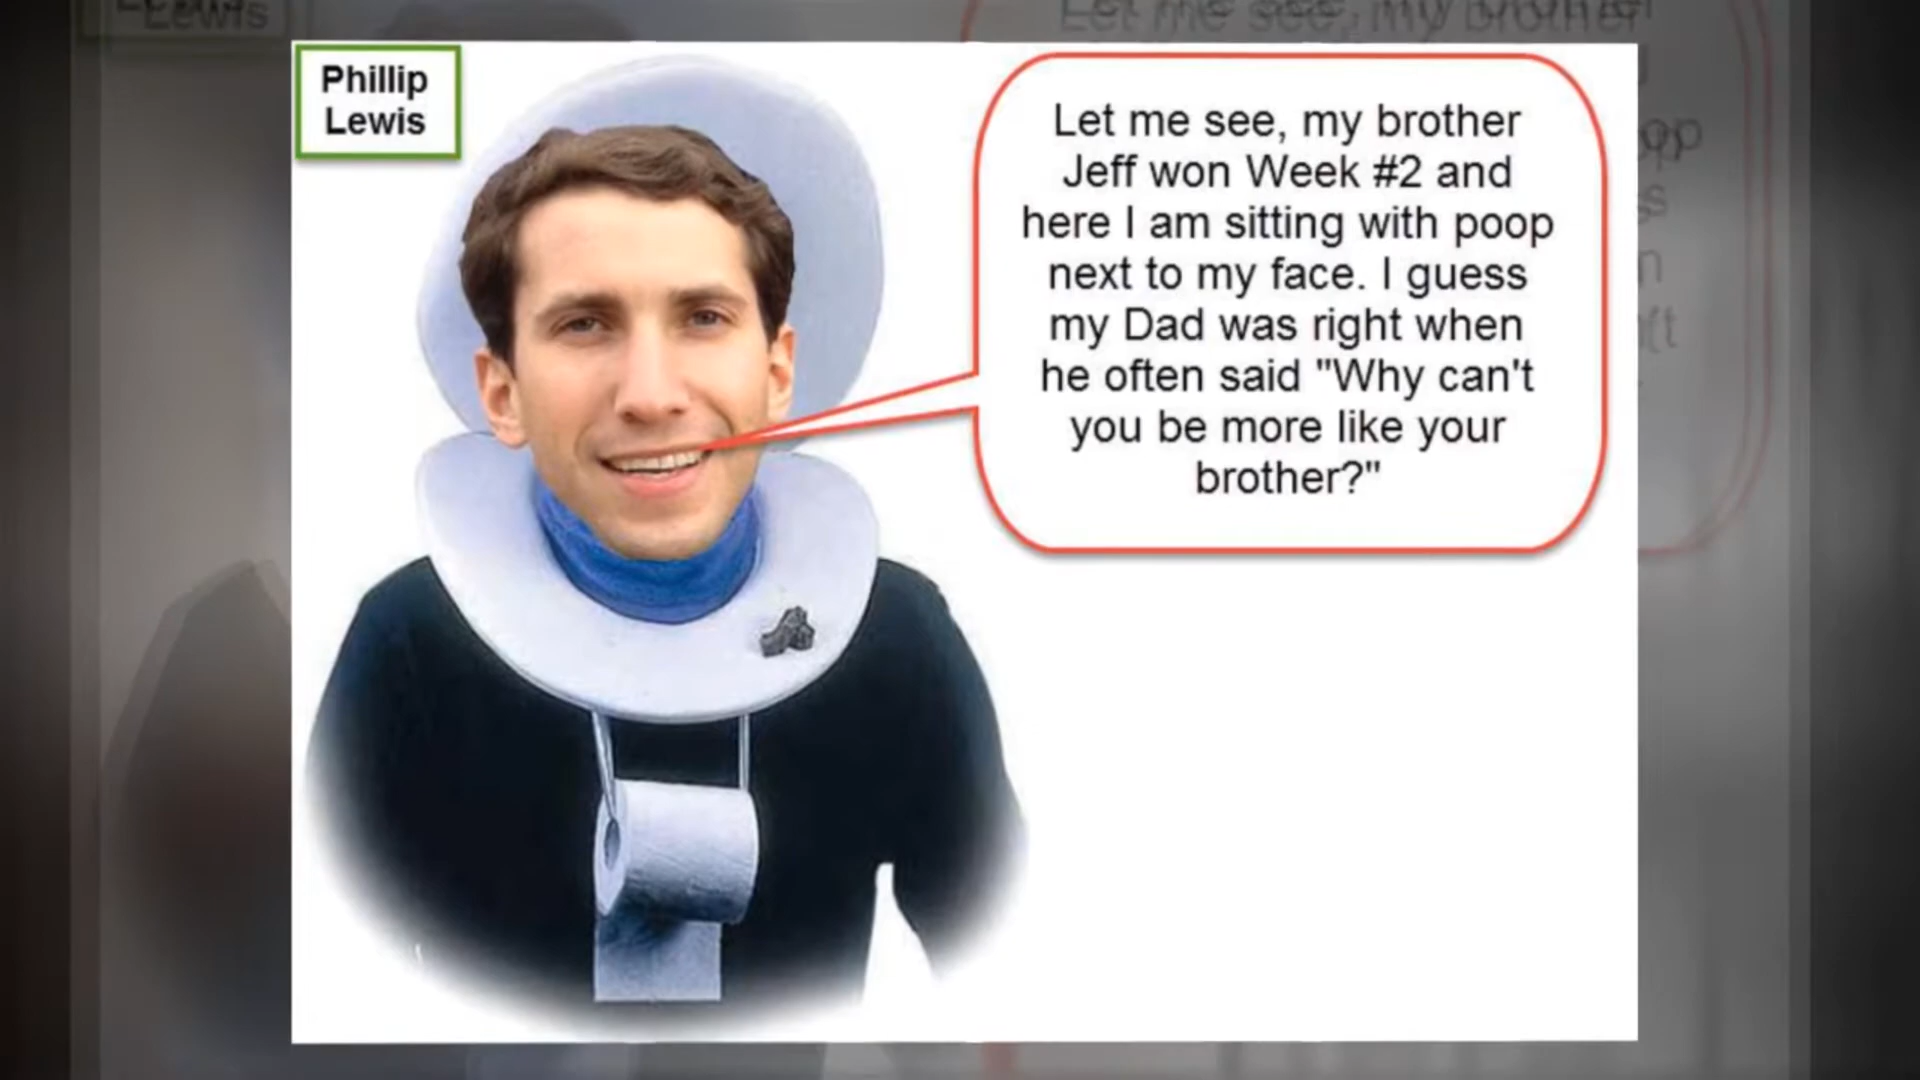 Phillip
Lewis
Let me see, my brother
Jeff won Week #2 and
here I am sitting with poop
next to my face. I guess
my Dad was right when
he often said "Why can't
you be more like your
brother?"